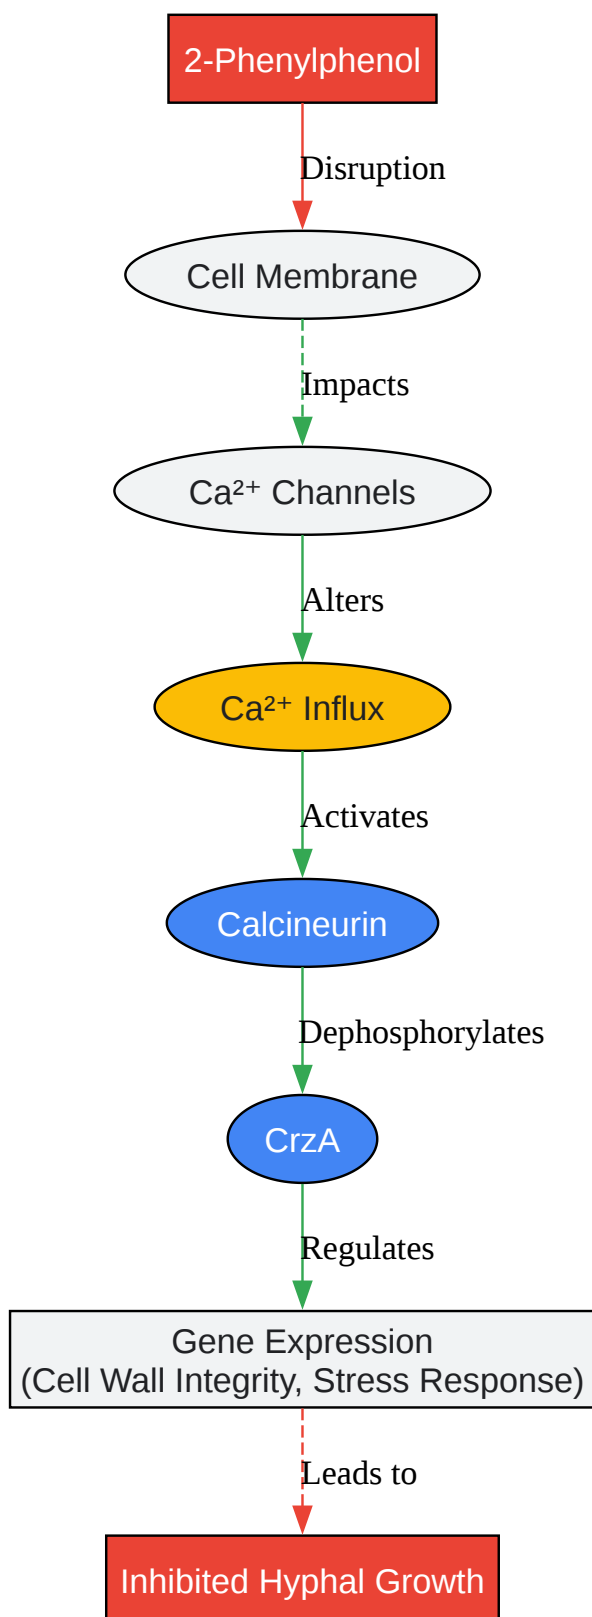 2-Phenylphenol
Disruption
Cell Membrane
Impacts
Ca²⁺ Channels
Alters
Ca²⁺ Influx
Activates
Calcineurin
Dephosphorylates
CrzA
Regulates
Gene Expression
(Cell Wall Integrity, Stress Response)
Leads to
Inhibited Hyphal Growth